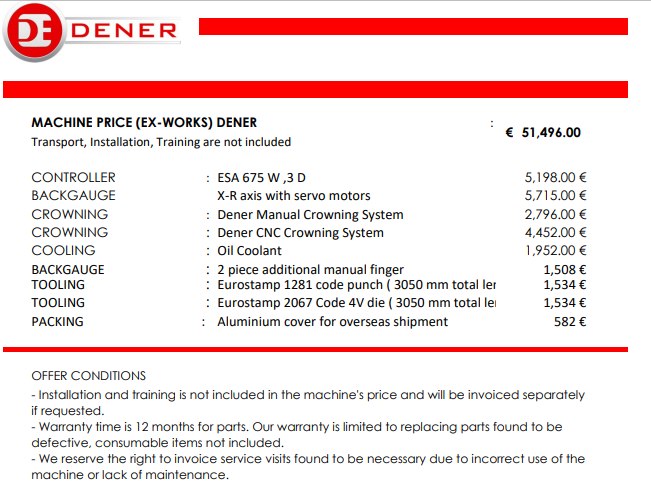 DENER
MACHINE PRICE (EX-WORKS) DENER : € 51,496.00
Transport, Installation, Training are not included
CONTROLLER : ESA 675 W ,3 D 5,198.00 €
BACKGAUGE X-R axis with servo motors 5,715.00 €
CROWNING : Dener Manual Crowning System 2,796.00 €
CROWNING : Dener CNC Crowning System 4,452.00 €
COOLING : Oil Coolant 1,952.00 €
BACKGAUGE : 2 piece additional manual finger 1,508 €
TOOLING : Eurostamp 1281 code punch ( 3050 mm total ler 1,534 €
TOOLING : Eurostamp 2067 Code 4V die ( 3050 mm total ler 1,534 €
PACKING : Aluminium cover for overseas shipment 582 €
OFFER CONDITIONS
- Installation and training is not included in the machine's price and will be invoiced separately
if requested.
- Warranty time is 12 months for parts. Our warranty is limited to replacing parts found to be
defective, consumable items not included.
- We reserve the right to invoice service visits found to be necessary due to incorrect use of the
machine or lack of maintenance.